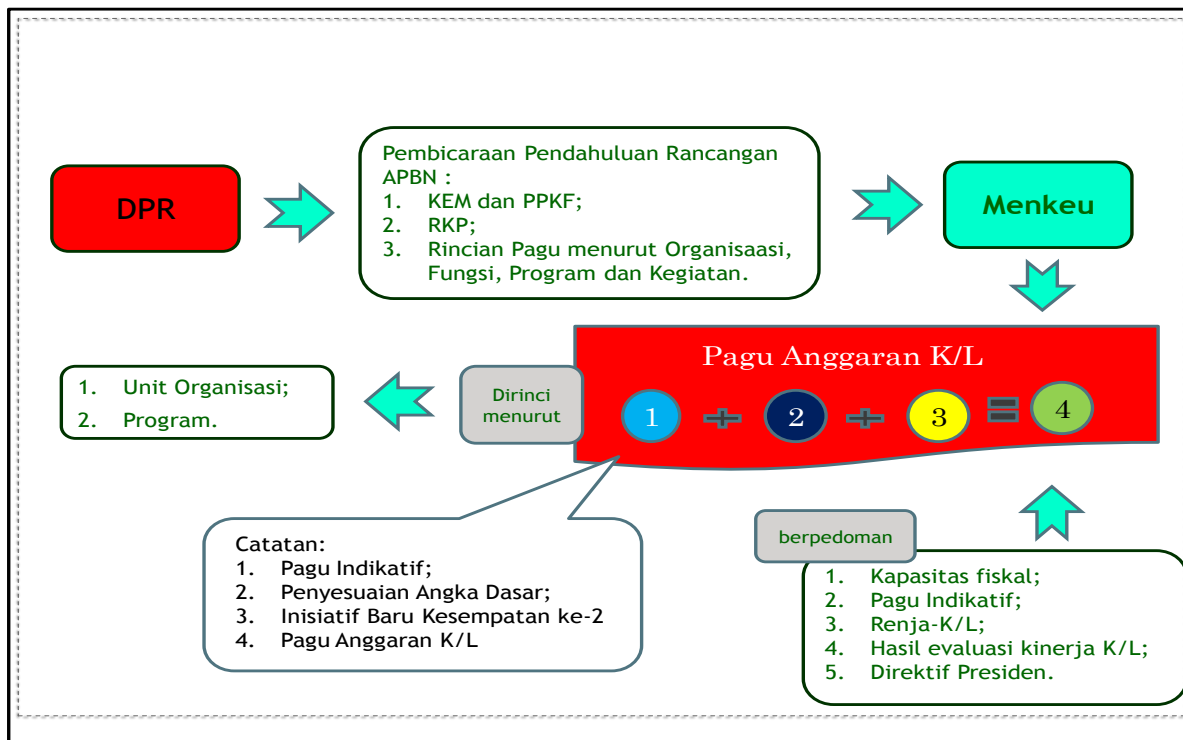 DPR
Pembicaraan Pendahuluan Rancangan
APBN :
1. KEM dan PPKF;
2. RKP;
3. Rincian Pagu menurut Organisaasi,
Fungsi, Program dan Kegiatan.
Menkeu
1. Unit Organisasi;
2. Program.
Dirinci
menurut
Pagu Anggaran K/L
1 + 2 + 3 = 4
Catatan:
1. Pagu Indikatif;
2. Penyesuaian Angka Dasar;
3. Inisiatif Baru Kesempatan ke-2
4. Pagu Anggaran K/L
berpedoman
1. Kapasitas fiskal;
2. Pagu Indikatif;
3. Renja-K/L;
4. Hasil evaluasi kinerja K/L;
5. Direktif Presiden.